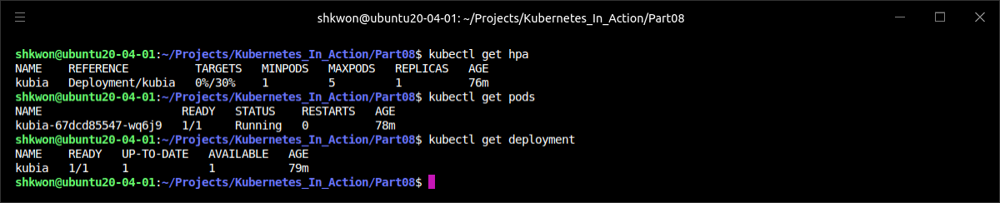 shkwon@ubuntu20-04-01: ~/Projects/Kubernetes_In_Action/Part08
shkwon@ubuntu20-04-01:~/Projects/Kubernetes_In_Action/Part08$ kubectl get hpa
NAME    REFERENCE          TARGETS   MINPODS   MAXPODS   REPLICAS   AGE
kubia   Deployment/kubia   0%/30%    1         5         1          76m
shkwon@ubuntu20-04-01:~/Projects/Kubernetes_In_Action/Part08$ kubectl get pods
NAME                     READY   STATUS    RESTARTS   AGE
kubia-67dcd85547-wq6j9   1/1     Running   0          78m
shkwon@ubuntu20-04-01:~/Projects/Kubernetes_In_Action/Part08$ kubectl get deployment
NAME    READY   UP-TO-DATE   AVAILABLE   AGE
kubia   1/1     1            1           79m
shkwon@ubuntu20-04-01:~/Projects/Kubernetes_In_Action/Part08$